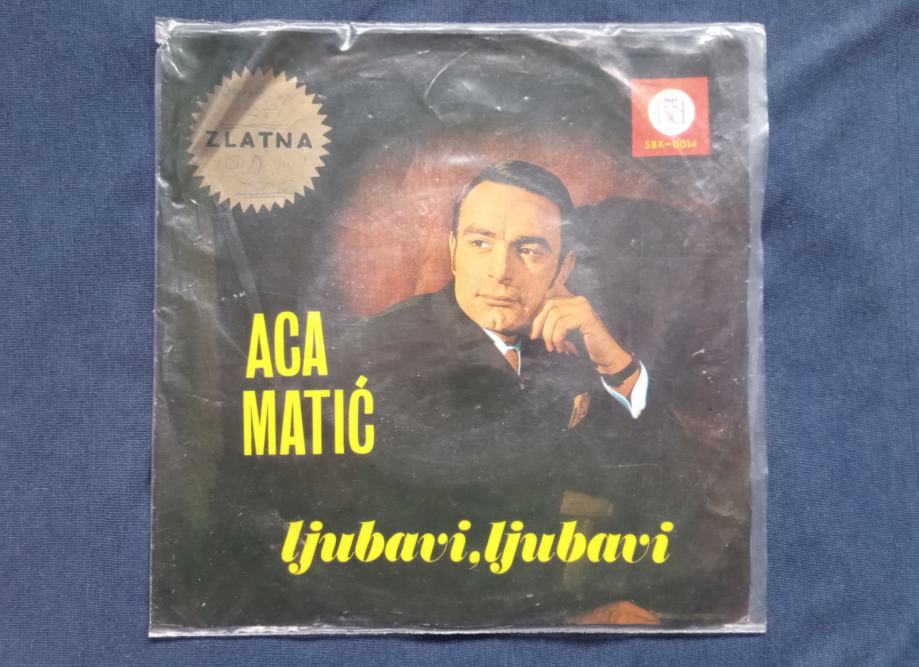 ZLATNA
SBK-0014
ACA
MATIĆ
ljubavi, ljubavi